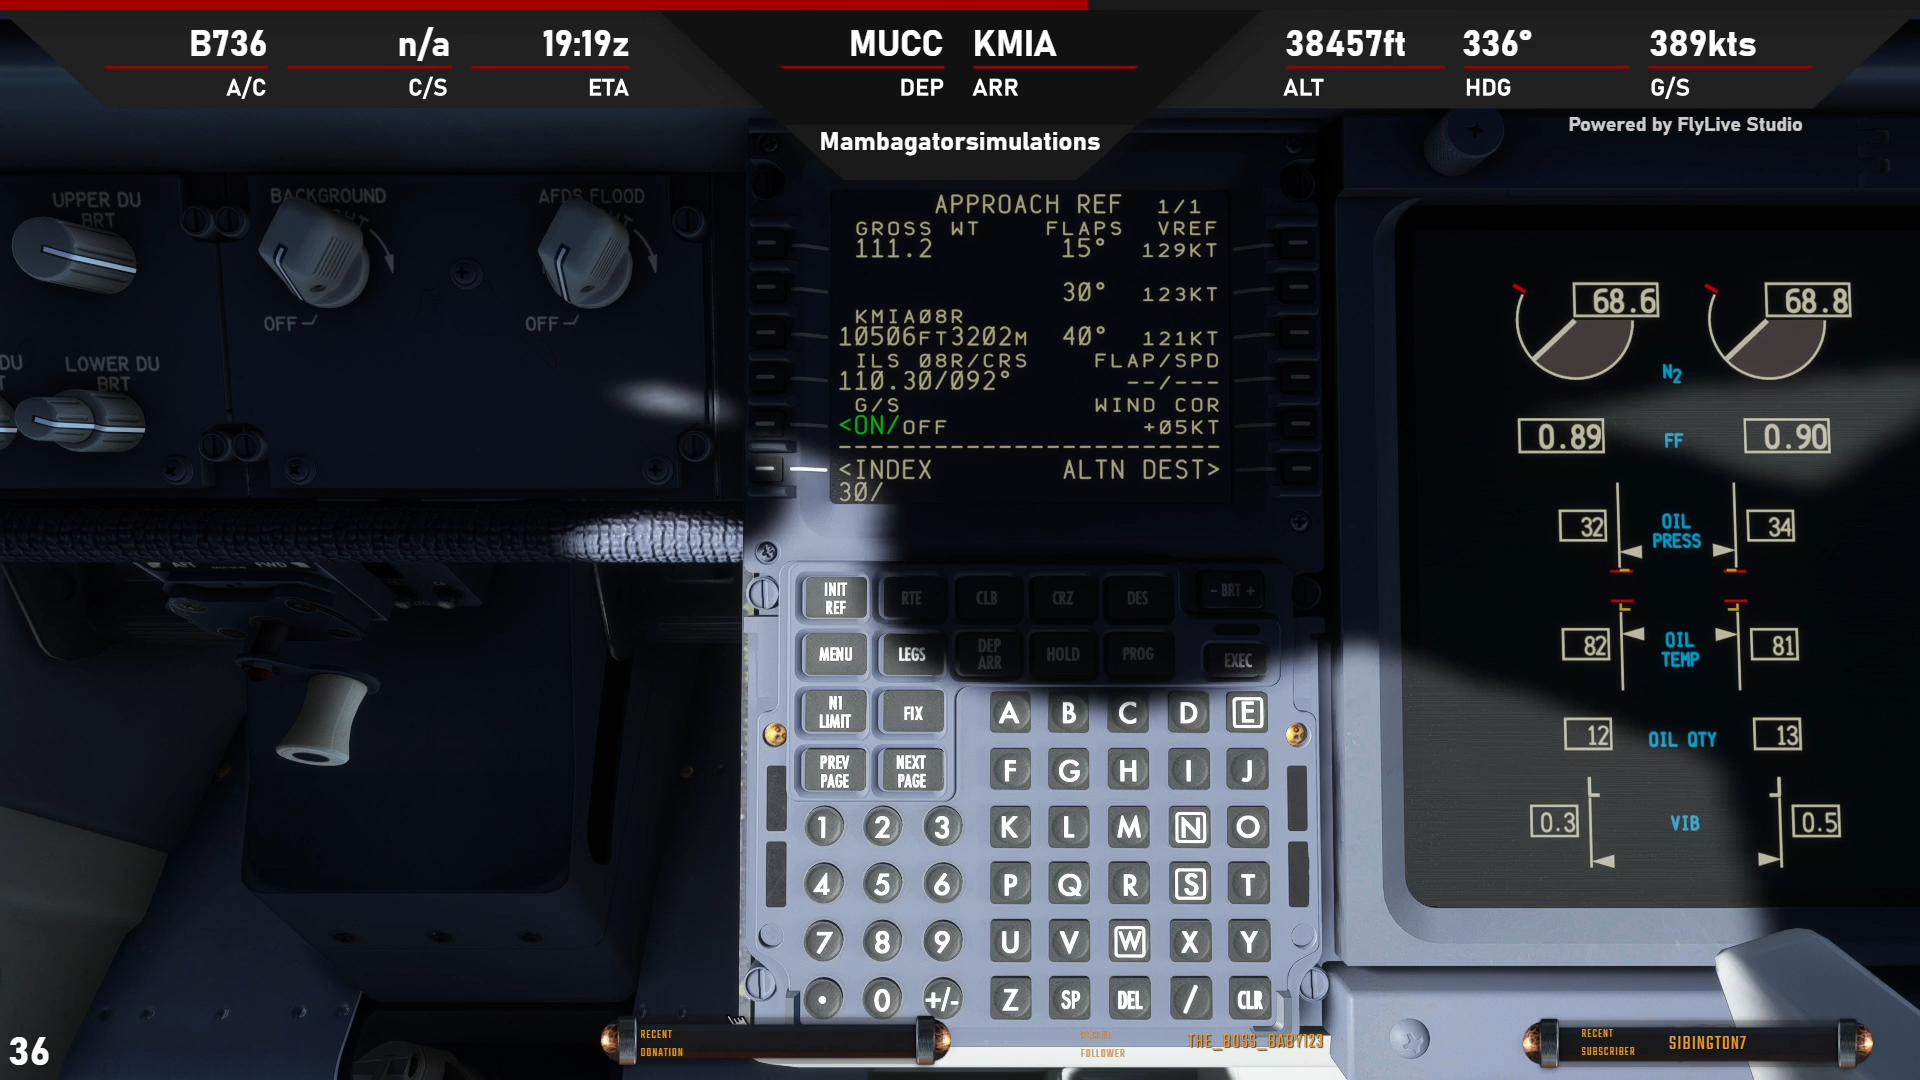 B736 n/a 19:19z MUCC KMIA 38457ft 336° 389kts
A/C C/S ETA DEP ARR ALT HDG G/S
Mambagatorsimulations
Powered by FlyLive Studio
UPPER DU
BRT
BACKGROUND
AFDS FLOOD
OFF
OFF
LOWER DU
BRT
DU
AFT
FWD
APPROACH REF 1/1
GROSS WT FLAPS VREF
111.2 15° 129KT
30° 123KT
KMIA08R
10506FT3202M 40° 121KT
ILS 08R/CRS FLAP/SPD
110.30/092° --/---
G/S WIND COR
<ON/OFF +05KT
--------------------------
<INDEX ALTN DEST>
30/
INIT
REF
RTE CLB CRZ DES - BRT +
MENU LEGS DEP
ARR
HOLD PROG EXEC
N1
LIMIT
FIX
PREV
PAGE
NEXT
PAGE
A B C D E
F G H I J
1 2 3 K L M N O
4 5 6 P Q R S T
7 8 9 U V W X Y
. 0 +/- Z SP DEL / CLR
68.6 68.8
N2
0.89 FF 0.90
32 OIL
PRESS 34
82 OIL
TEMP 81
12 OIL QTY 13
0.3 VIB 0.5
36
RECENT
DONATION
FOLLOWER
THE_BOSS_BABY123
RECENT
SUBSCRIBER
SIBINGTON7